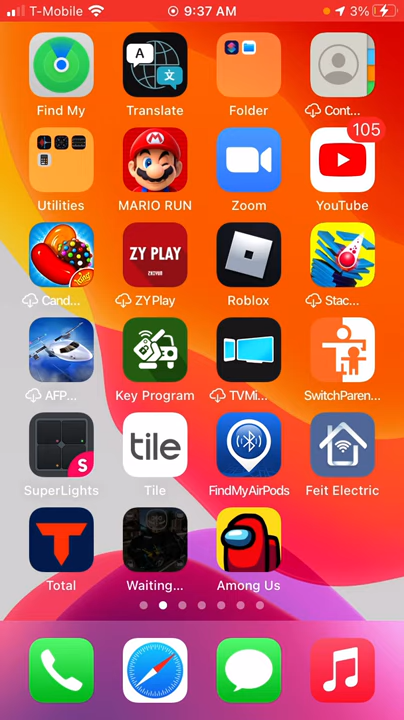 T-Mobile 9:37 AM 3%
A 文
Find My Translate Folder Cont...
105
Utilities MARIO RUN Zoom YouTube
ZY PLAY
ZKIVUR
Cand... ZYPlay Roblox Stac...
AFP... Key Program TVMi... SwitchParen...
S tile
SuperLights Tile FindMyAirPods Feit Electric
Total Waiting... Among Us